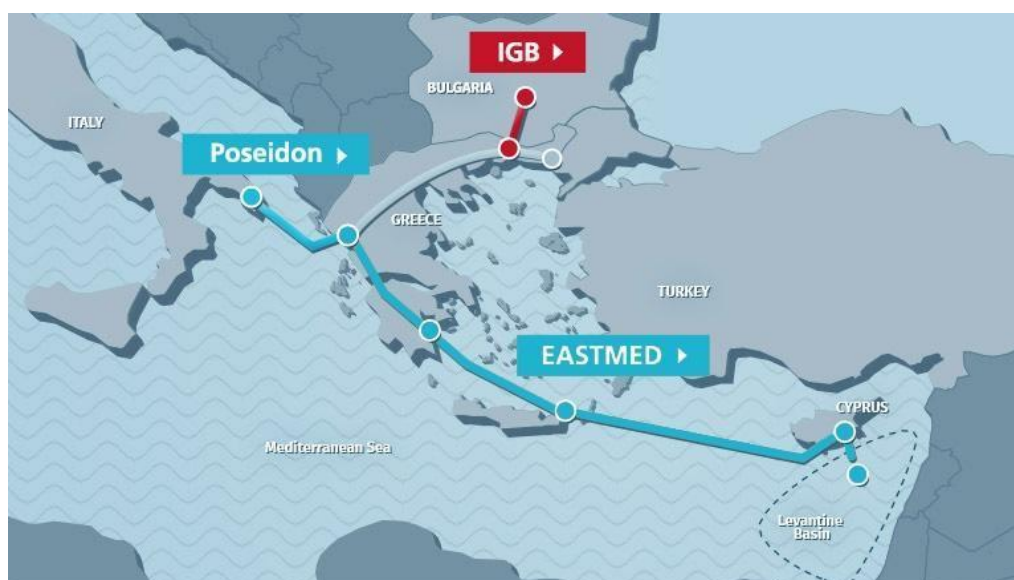 IGB
BULGARIA
ITALY
Poseidon
GREECE
TURKEY
EASTMED
CYPRUS
Mediterranean Sea
Levantine
Basin